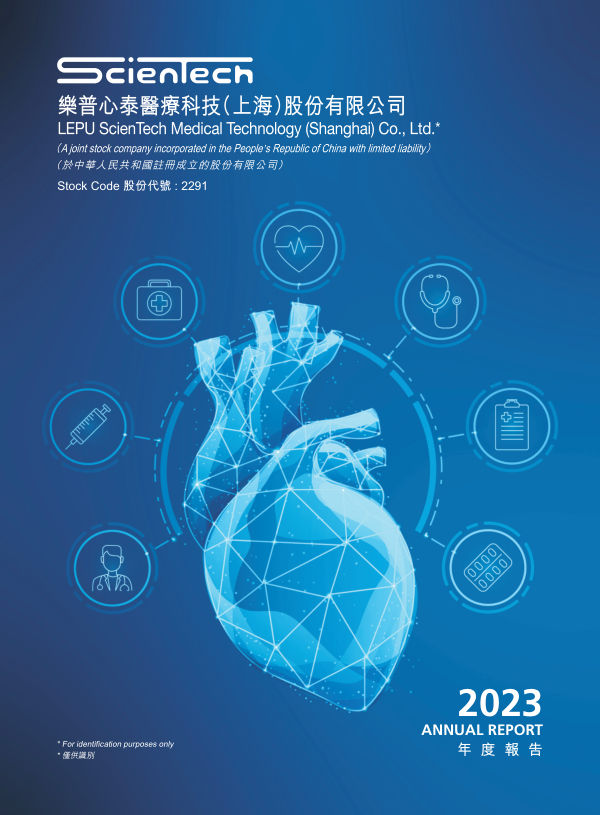 ScienTech
樂普心泰醫療科技(上海)股份有限公司
LEPU ScienTech Medical Technology (Shanghai) Co., Ltd.*
(A joint stock company incorporated in the People's Republic of China with limited liability)
(於中華人民共和國註冊成立的股份有限公司)
Stock Code 股份代號 : 2291
2023
ANNUAL REPORT
年度報告
* For identification purposes only
* 僅供識別